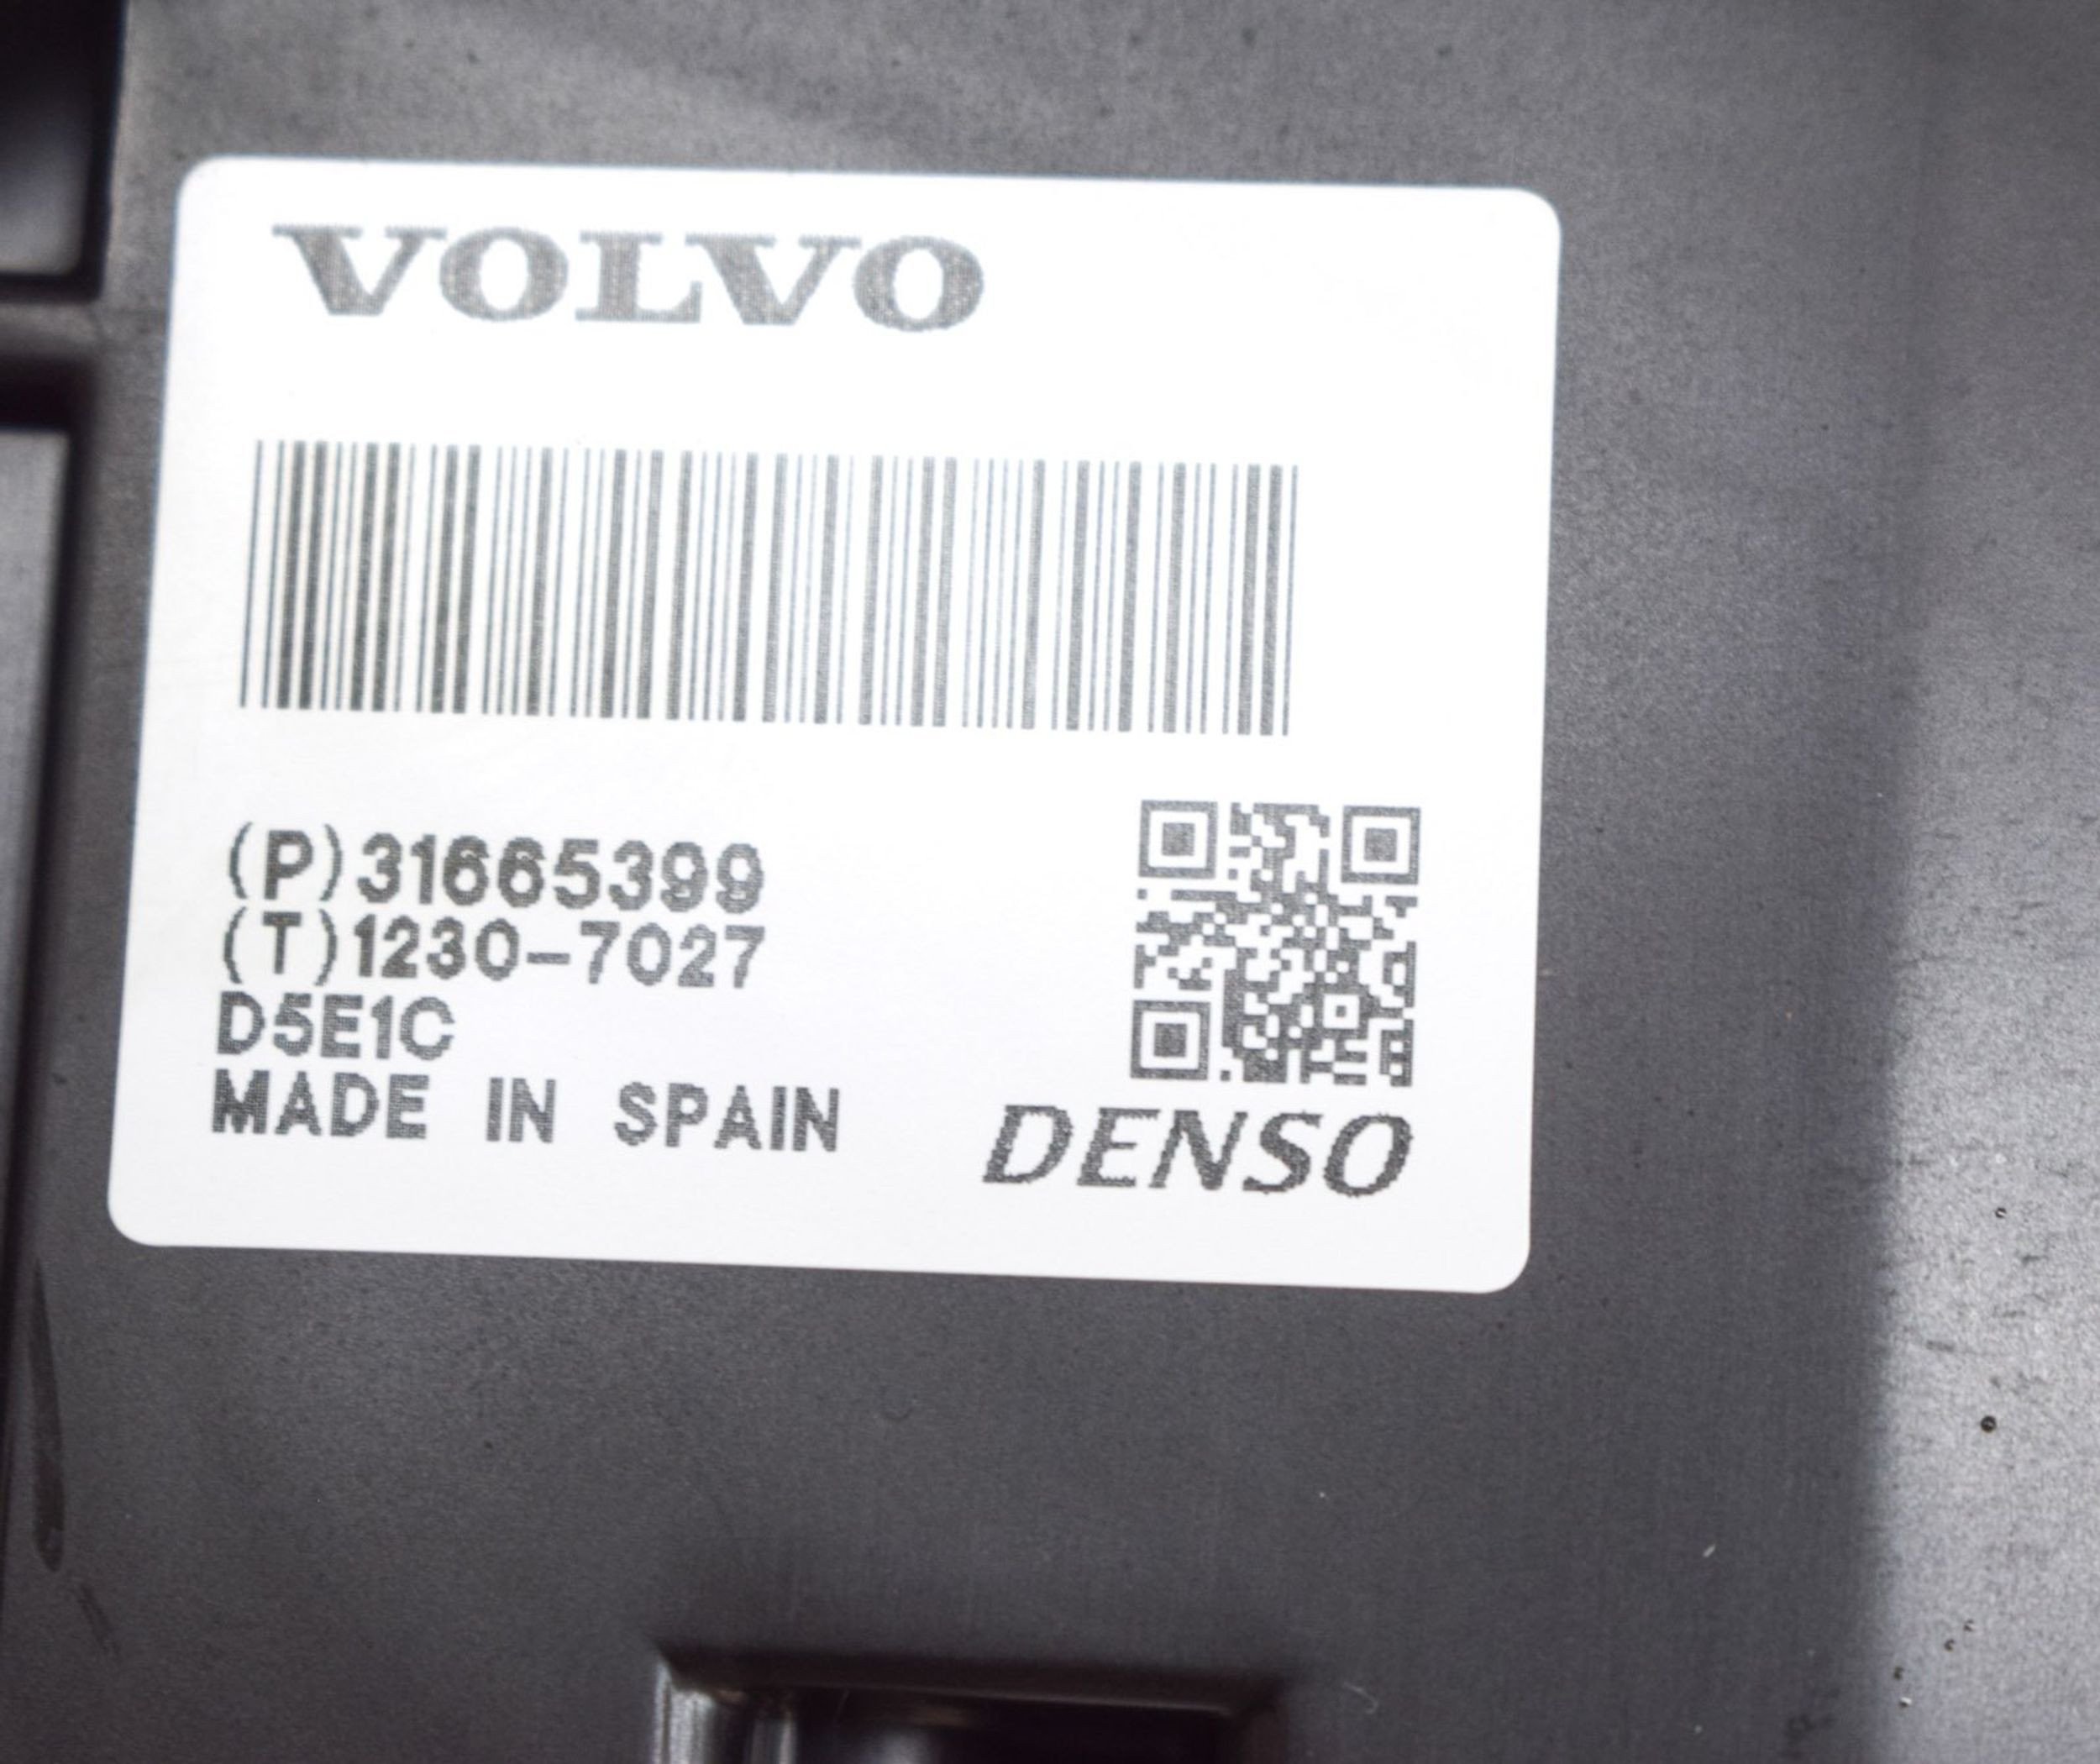 VOLVO
(P)31665399
(T)1230-7027
D5E1C
MADE IN SPAIN
DENSO